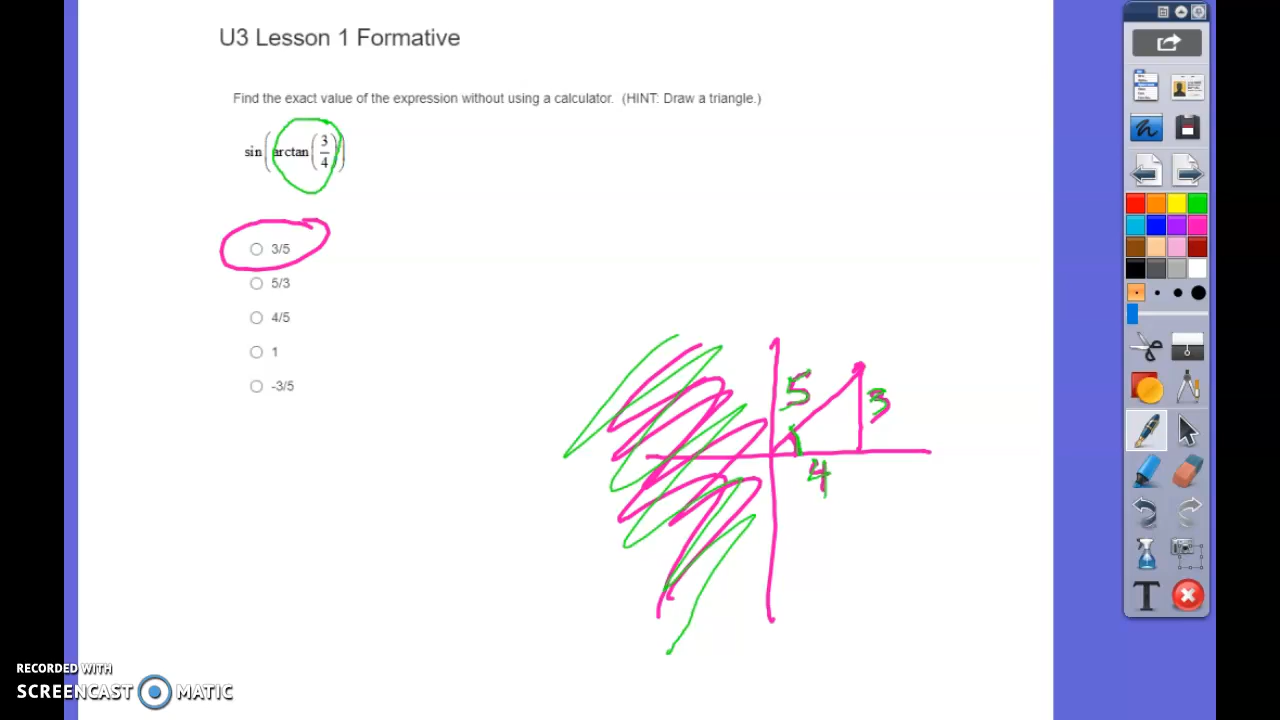 U3 Lesson 1 Formative
Find the exact value of the expression without using a calculator. (HINT: Draw a triangle.)
sin(arctan(3/4))
3/5
5/3
4/5
1
-3/5
5
3
4
T
RECORDED WITH
SCREENCAST MATIC